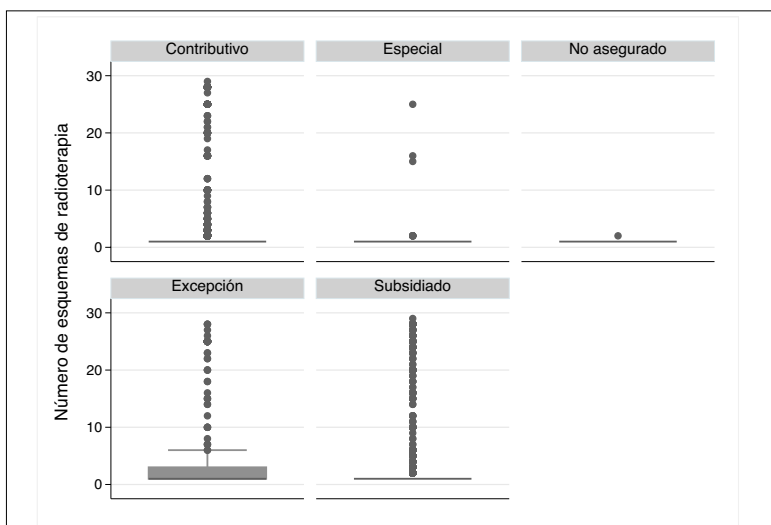 Contributivo
Especial
No asegurado
Número de esquemas de radioterapia
30
20
10
0
Excepción
Subsidiado
30
20
10
0